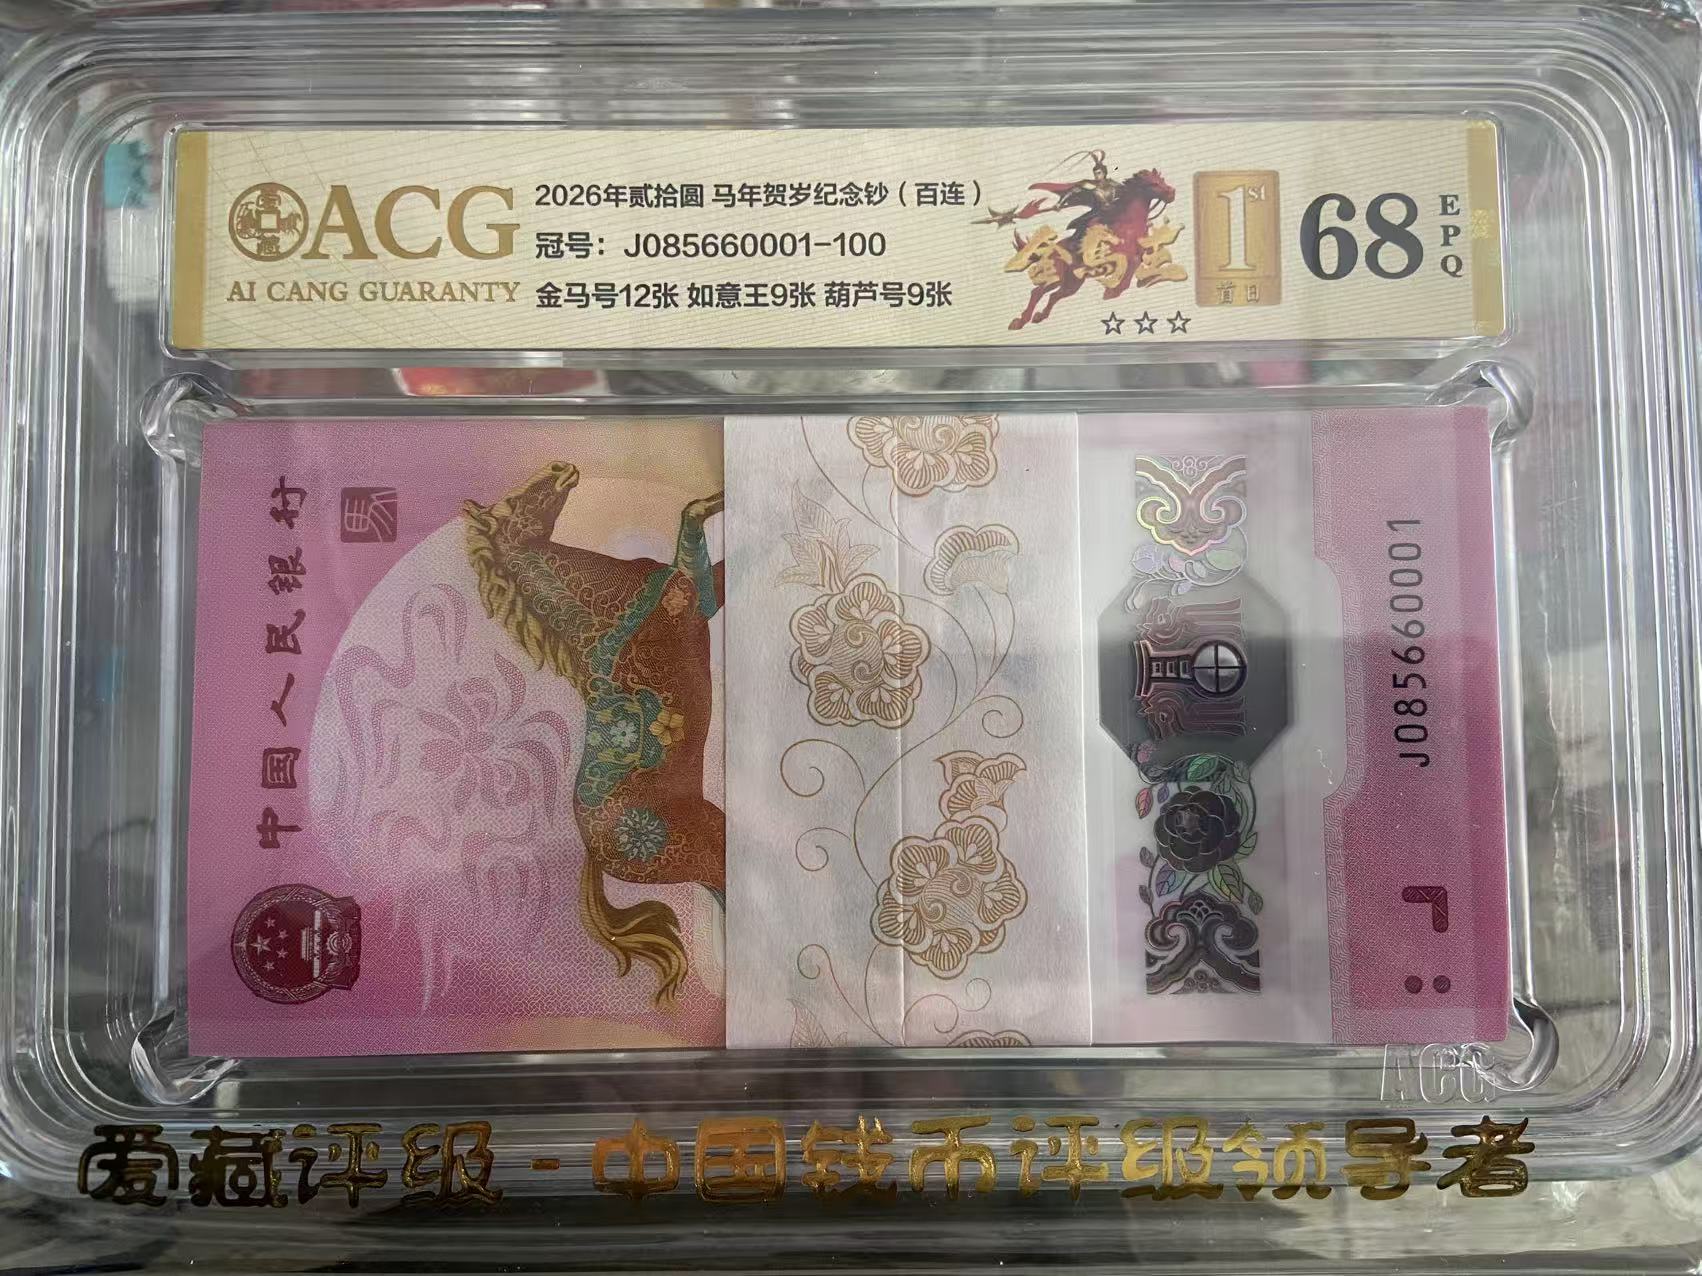 ACG
AI CANG GUARANTY
2026年贰拾圆 马年贺岁纪念钞（百连）
冠号：J085660001-100
金马号12张 如意王9张 葫芦号9张
金马王
1st
首日
68
EPQ
中国人民银行
J085660001
ACG
爱藏评级-中国钱币评级领导者